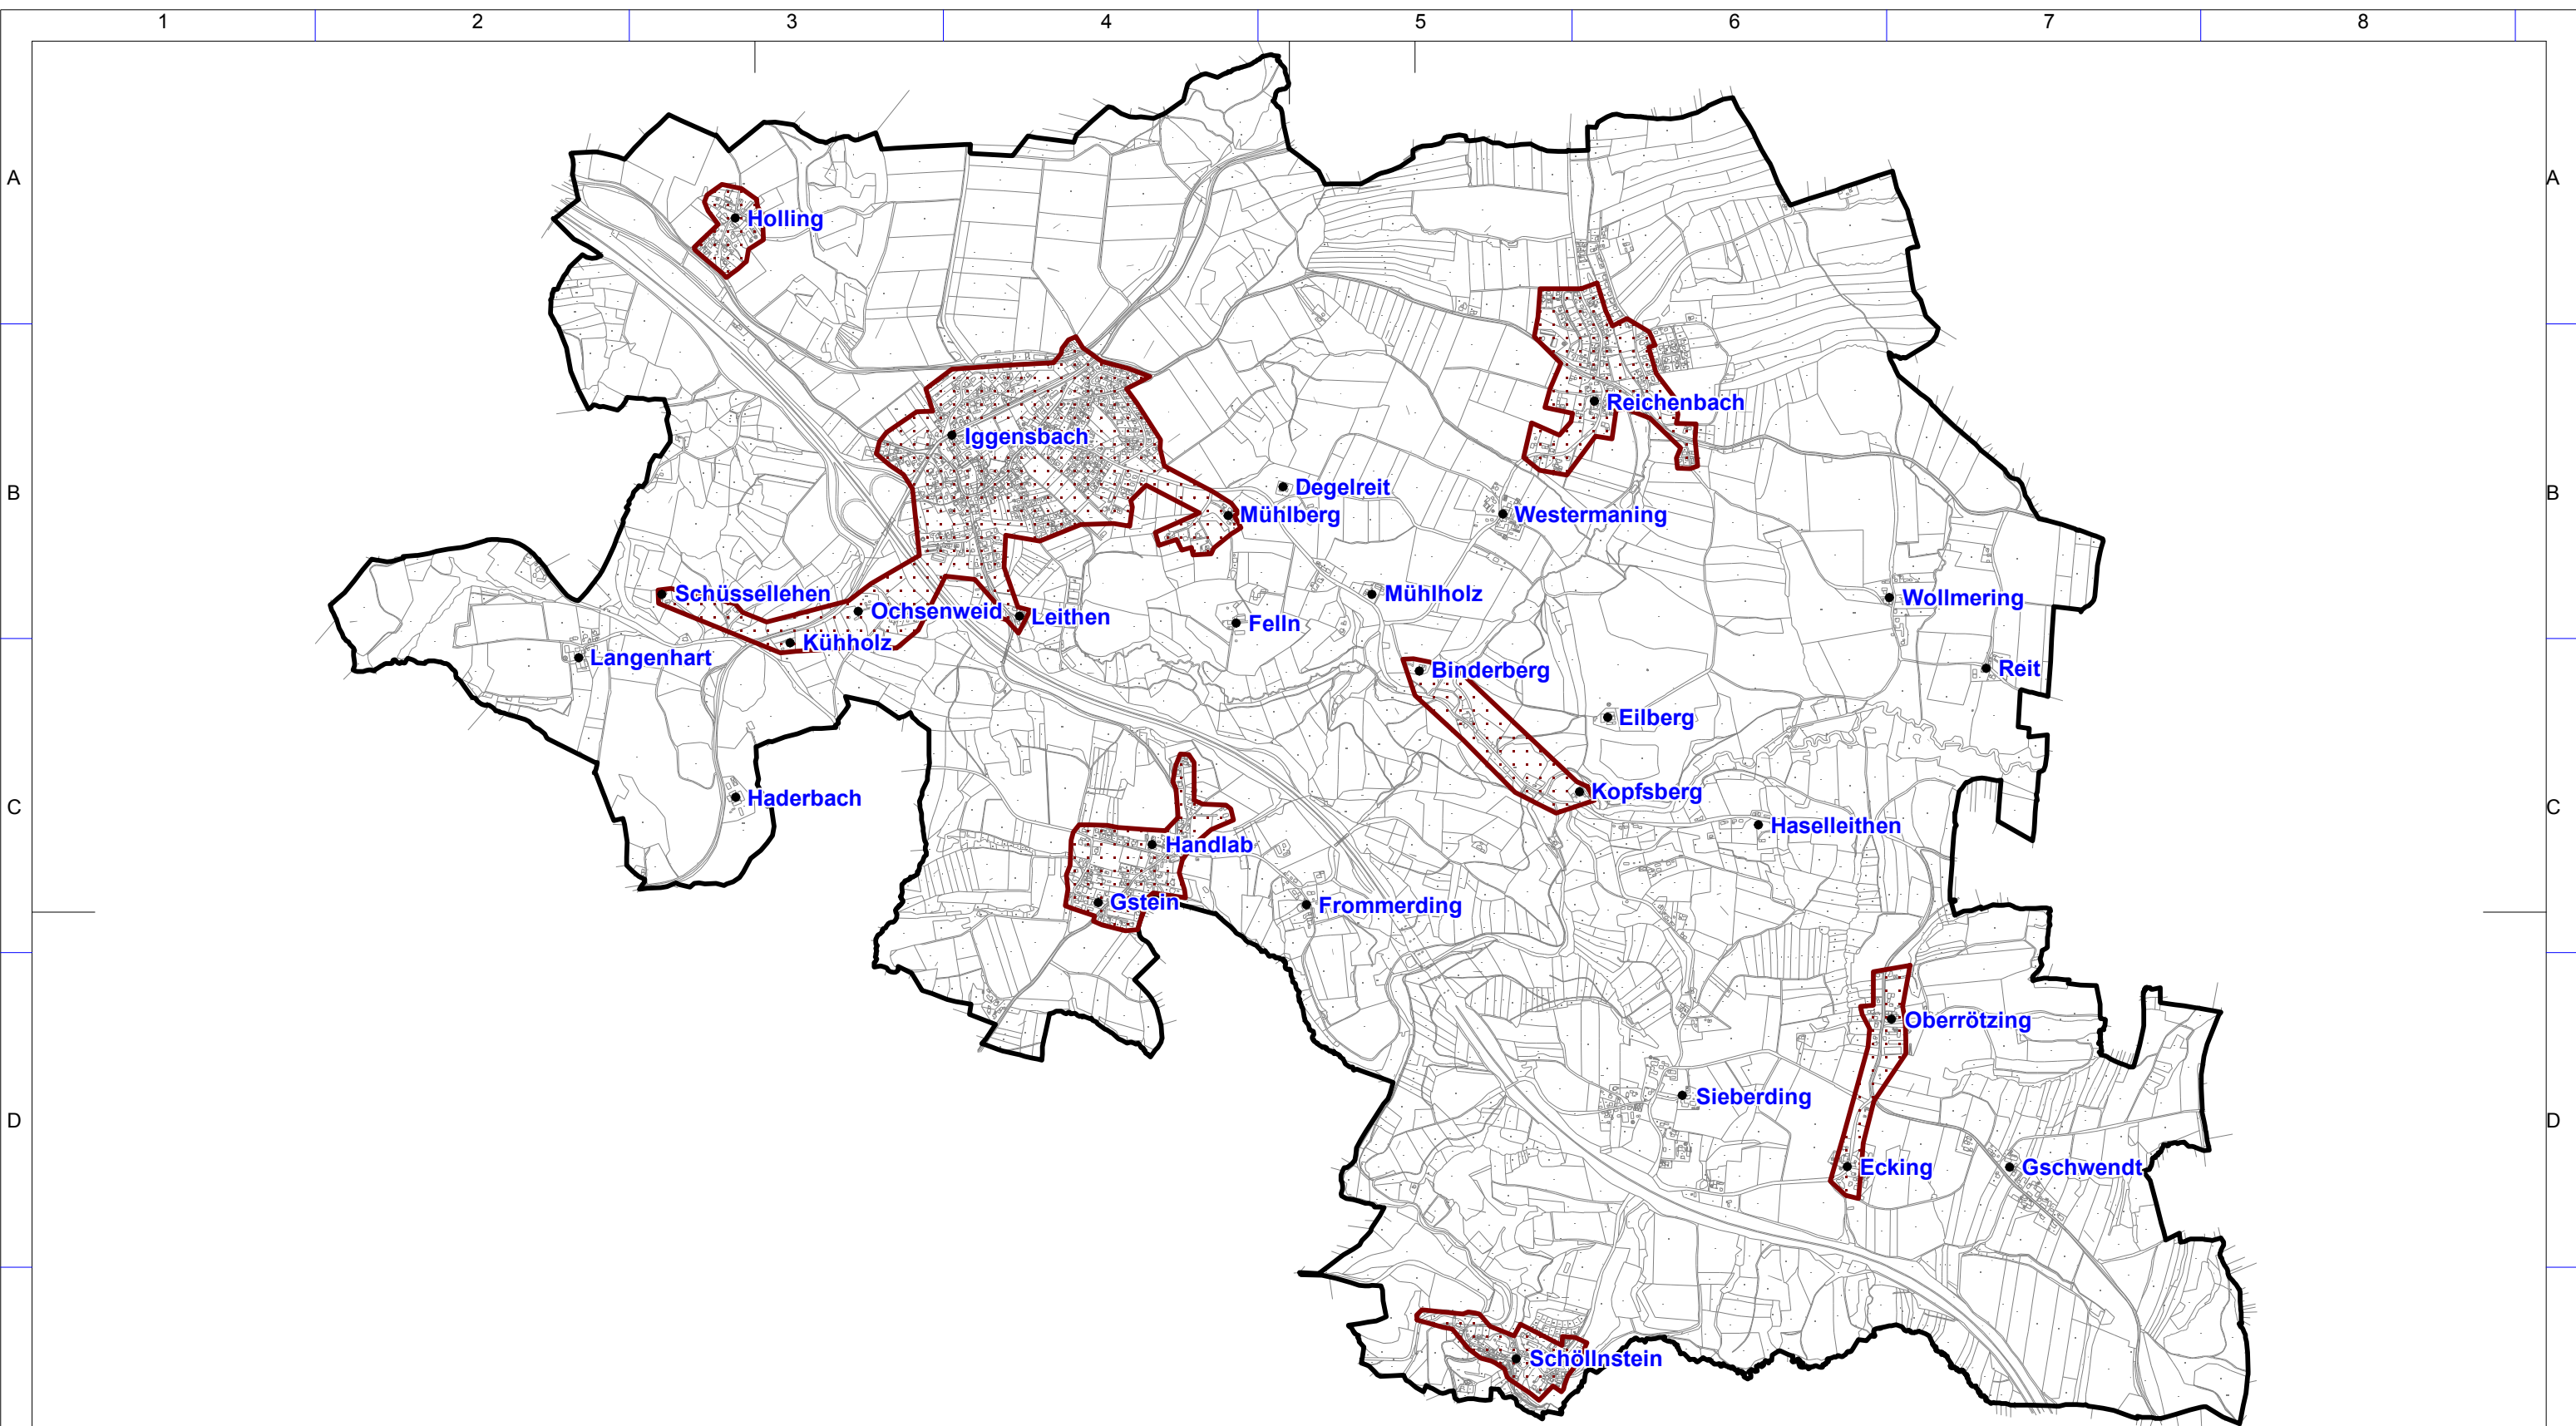 1 2 3 4 5 6 7 8
A A
Holling
Reichenbach
Iggensbach
B Degelreit B
Mühlberg Westermaning
Schüssellehen Mühlholz
Wollmering
Ochsenweid Leithen
Felln
Kühholz
Langenhart
Binderberg Reit
Eilberg
Kopfsberg
Haderbach
C C
Haselleithen
Handlab
Gstein Frommerding
Oberrötzing
Sieberding
D D
Ecking Gschwendt
Schöllnstein